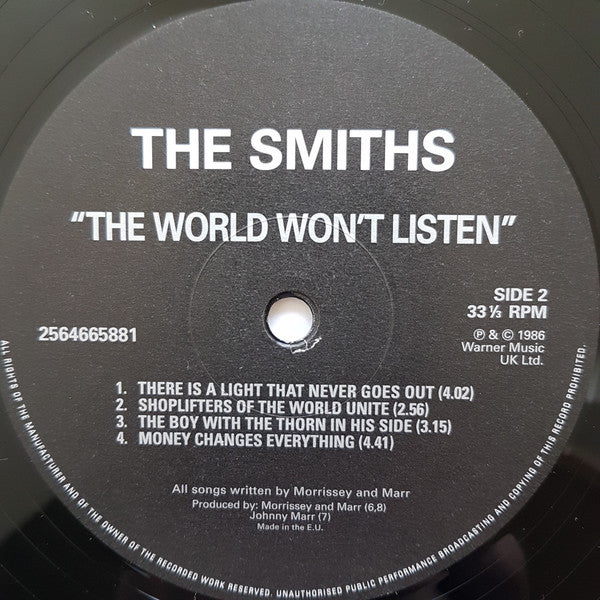 THE SMITHS
"THE WORLD WON'T LISTEN"
SIDE 2
33⅓ RPM
2564665881
℗ & © 1986
Warner Music
UK Ltd.
1. THERE IS A LIGHT THAT NEVER GOES OUT (4.02)
2. SHOPLIFTERS OF THE WORLD UNITE (2.56)
3. THE BOY WITH THE THORN IN HIS SIDE (3.15)
4. MONEY CHANGES EVERYTHING (4.41)
All songs written by Morrissey and Marr
Produced by: Morrissey and Marr (6,8)
Johnny Marr (7)
Made in the E.U.
ALL RIGHTS OF THE MANUFACTURER AND OF THE OWNER OF THE RECORDED WORK RESERVED. UNAUTHORISED PUBLIC PERFORMANCE BROADCASTING AND COPYING OF THIS RECORD PROHIBITED.